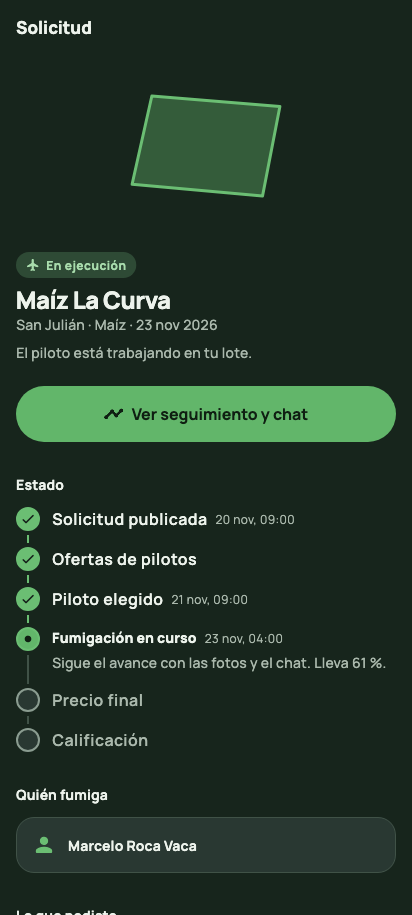 Solicitud
En ejecución
Maíz La Curva
San Julián · Maíz · 23 nov 2026
El piloto está trabajando en tu lote.
Ver seguimiento y chat
Estado
Solicitud publicada 20 nov, 09:00
Ofertas de pilotos
Piloto elegido 21 nov, 09:00
Fumigación en curso 23 nov, 04:00
Sigue el avance con las fotos y el chat. Lleva 61 %.
Precio final
Calificación
Quién fumiga
Marcelo Roca Vaca
Lo que pediste